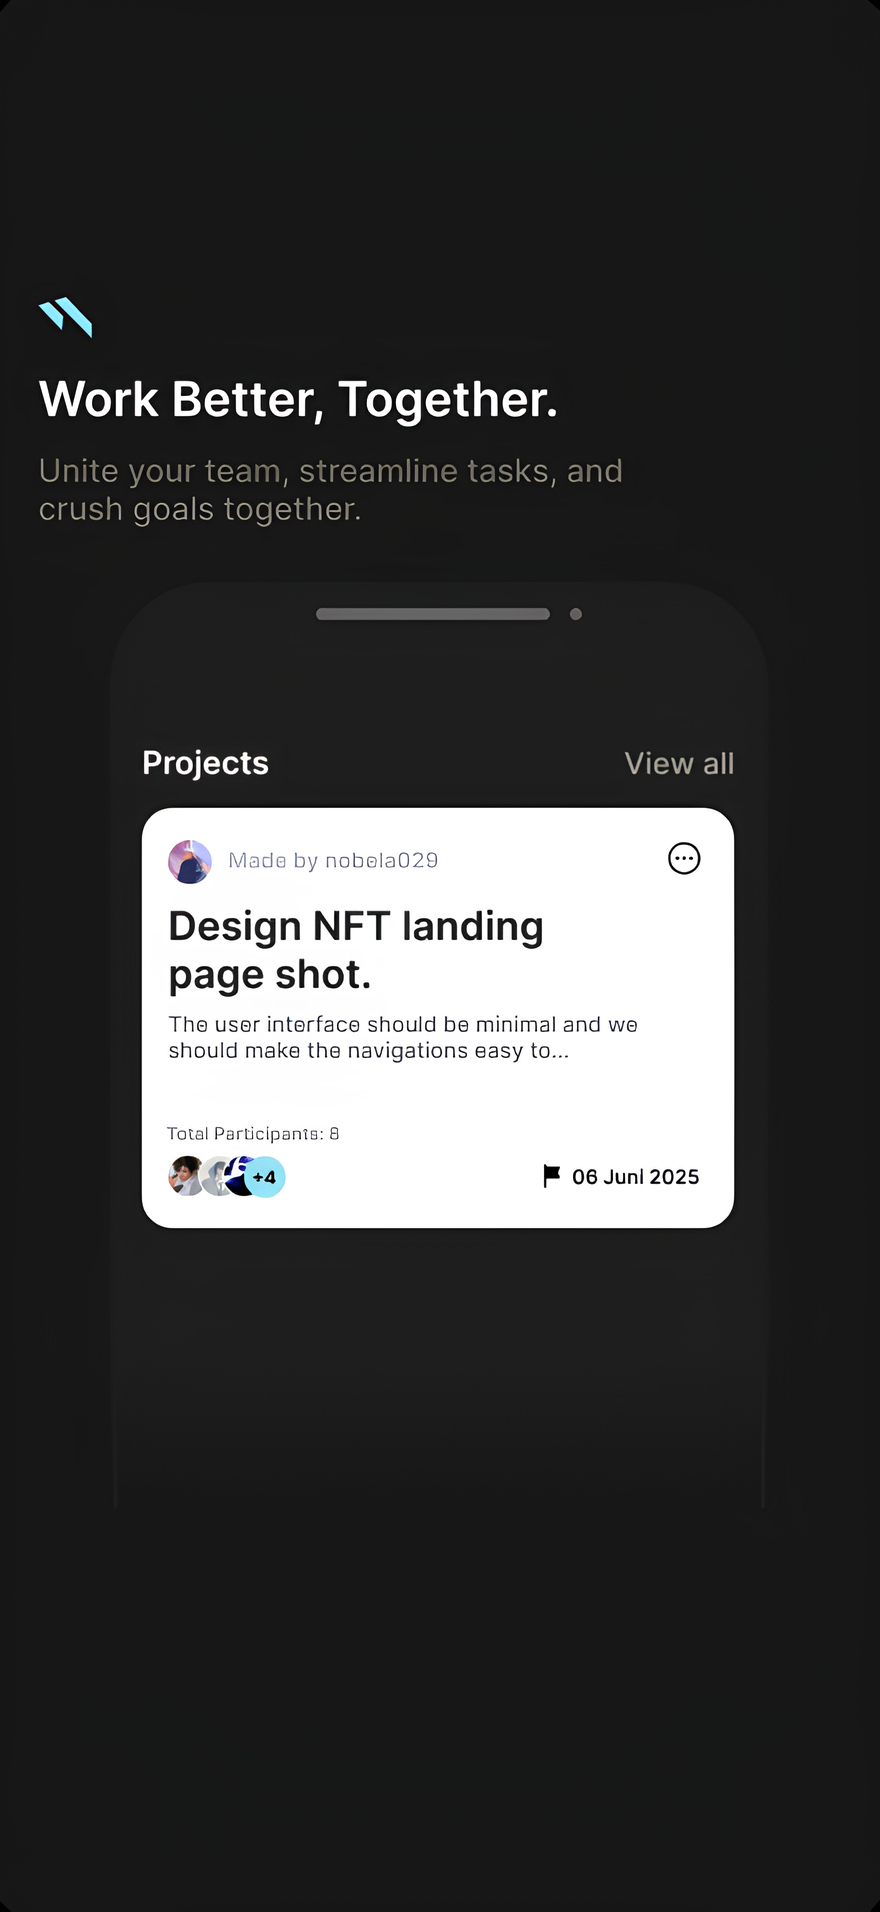 Work Better, Together.
Unite your team, streamline tasks, and
crush goals together.
Projects
View all
Made by nobela029
Design NFT landing
page shot.
The user interface should be minimal and we
should make the navigations easy to...
Total Participants: 8
+4
06 Junl 2025